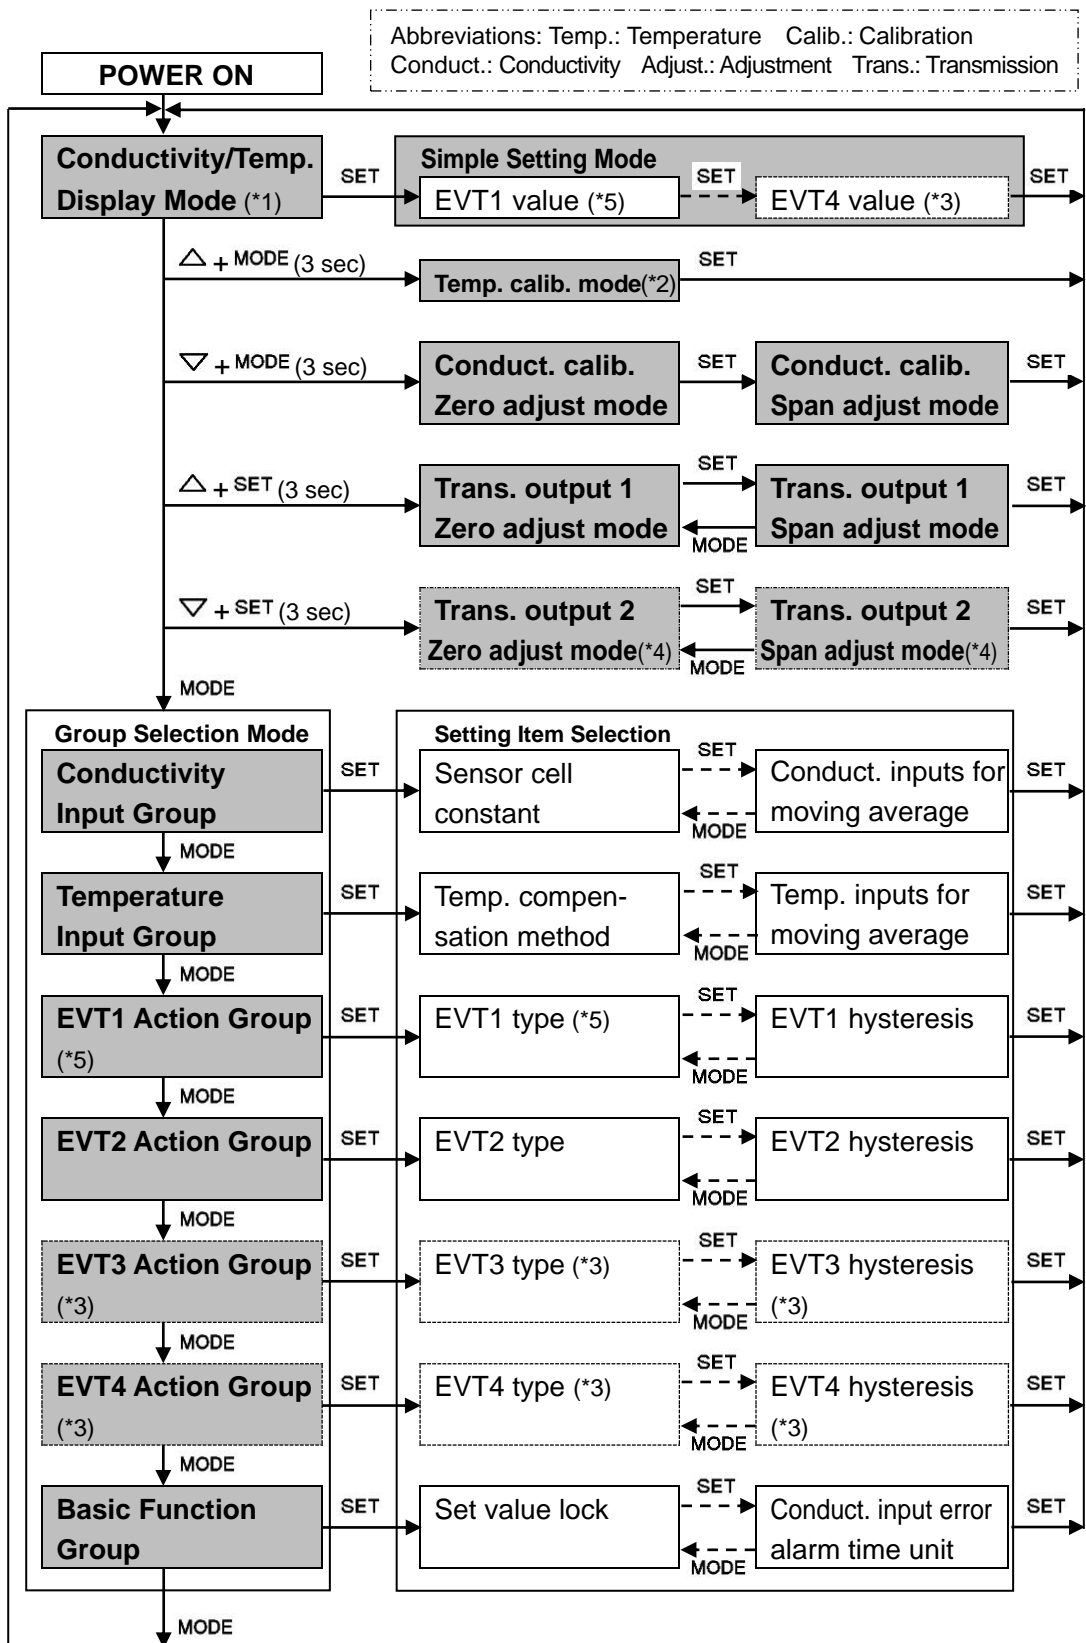 Abbreviations: Temp.: Temperature Calib.: Calibration
Conduct.: Conductivity Adjust.: Adjustment Trans.: Transmission
POWER ON
Conductivity/Temp.
Display Mode (*1)
SET
Simple Setting Mode
EVT1 value (*5)
SET
EVT4 value (*3)
SET
△ + MODE (3 sec)
Temp. calib. mode(*2)
SET
▽ + MODE (3 sec)
Conduct. calib.
Zero adjust mode
SET
Conduct. calib.
Span adjust mode
SET
△ + SET (3 sec)
Trans. output 1
Zero adjust mode
SET
MODE
Trans. output 1
Span adjust mode
SET
▽ + SET (3 sec)
Trans. output 2
Zero adjust mode(*4)
SET
MODE
Trans. output 2
Span adjust mode(*4)
SET
MODE
Group Selection Mode
Setting Item Selection
Conductivity
Input Group
SET
Sensor cell
constant
SET
MODE
Conduct. inputs for
moving average
SET
MODE
Temperature
Input Group
SET
Temp. compen-
sation method
SET
MODE
Temp. inputs for
moving average
SET
MODE
EVT1 Action Group
(*5)
SET
EVT1 type (*5)
SET
MODE
EVT1 hysteresis
SET
MODE
EVT2 Action Group
SET
EVT2 type
SET
MODE
EVT2 hysteresis
SET
MODE
EVT3 Action Group
(*3)
SET
EVT3 type (*3)
SET
MODE
EVT3 hysteresis
(*3)
SET
MODE
EVT4 Action Group
(*3)
SET
EVT4 type (*3)
SET
MODE
EVT4 hysteresis
(*3)
SET
MODE
Basic Function
Group
SET
Set value lock
SET
MODE
Conduct. input error
alarm time unit
SET
MODE